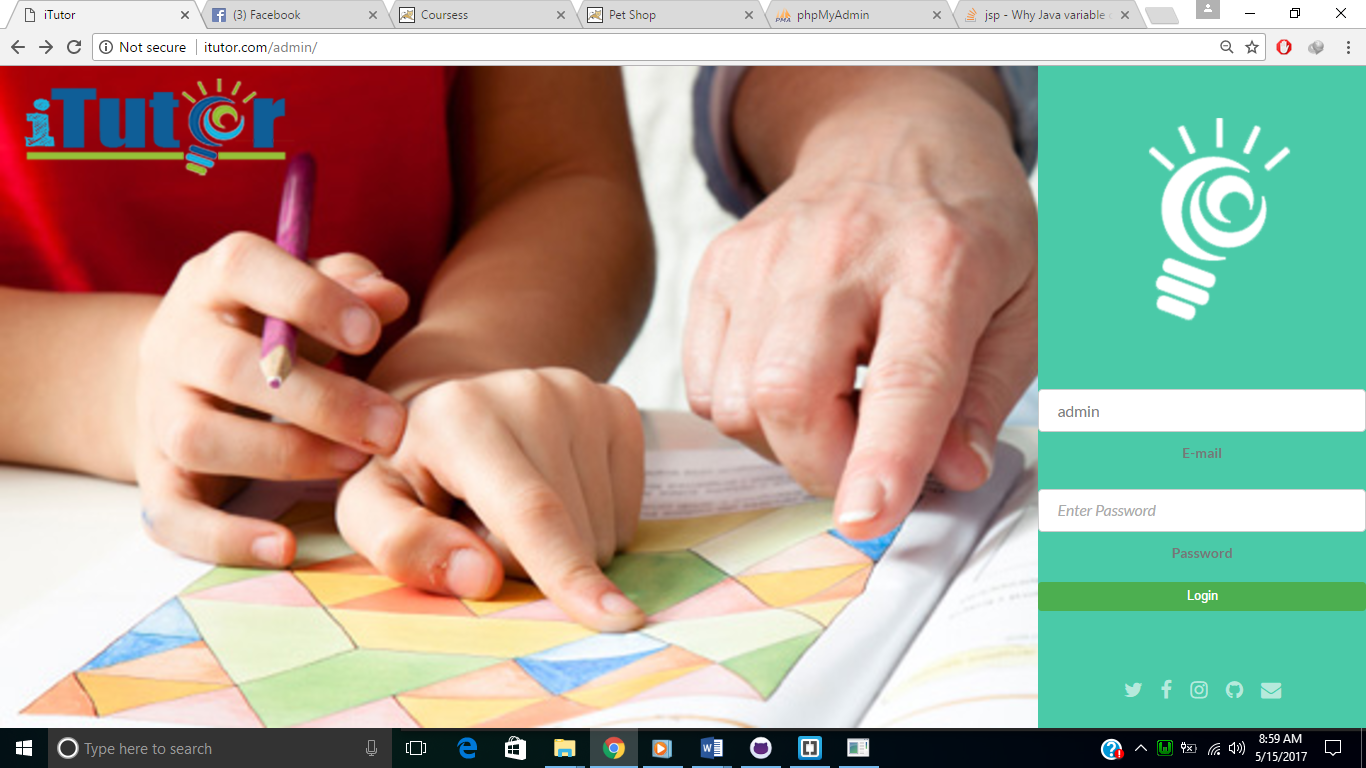 iTutor
(3) Facebook
Coursess
Pet Shop
phpMyAdmin
jsp - Why Java variable
Not secure
itutor.com/admin/
iTutor
admin
E-mail
Enter Password
Password
Login
Type here to search
8:59 AM
5/15/2017